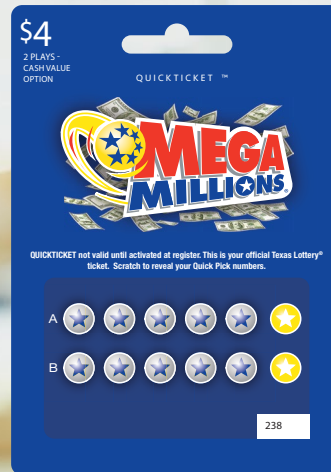 $4
2 PLAYS -
CASH VALUE
OPTION
QUICKTICKET ™
MEGA
MILLIONS®
QUICKTICKET not valid until activated at register. This is your official Texas Lottery®
ticket. Scratch to reveal your Quick Pick numbers.
A
B
238